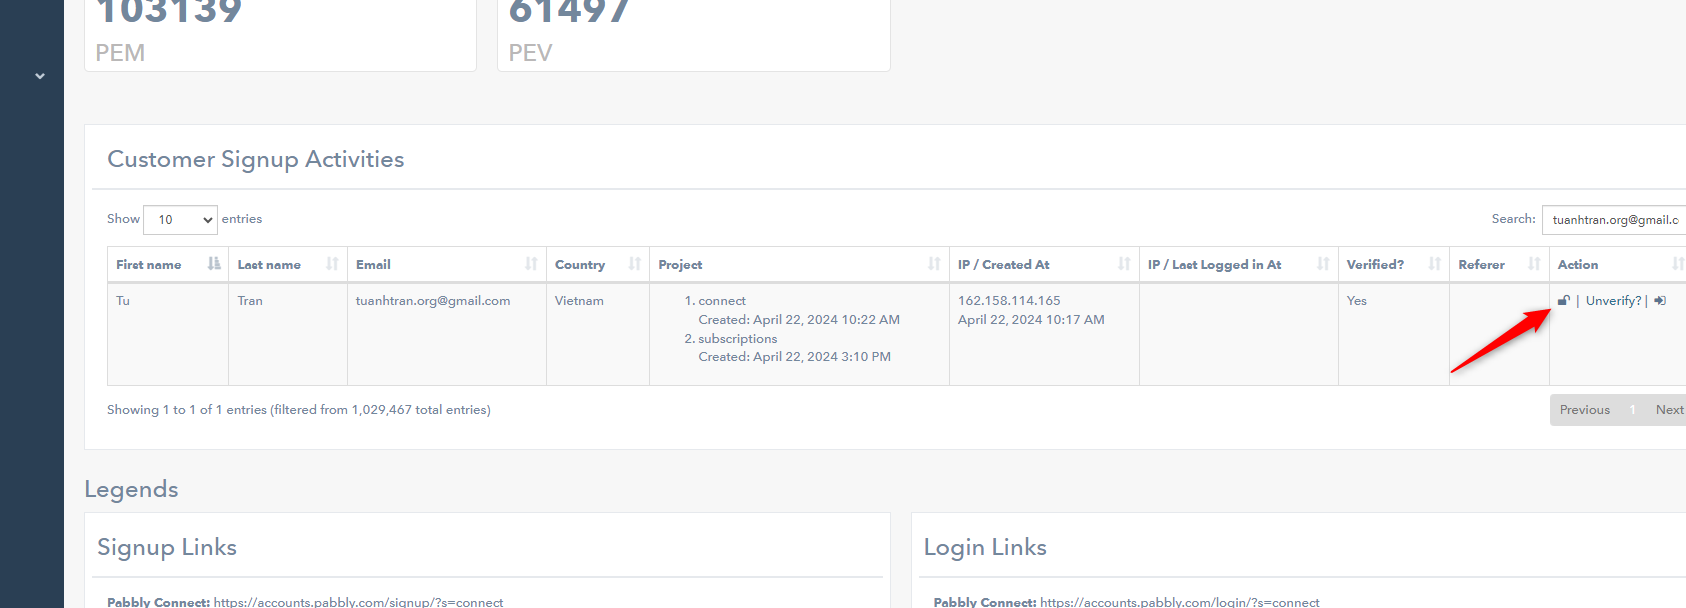 103139
61497
PEM
PEV
Customer Signup Activities
Show 10 entries
Search: tuanhtran.org@gmail.c
First name Last name Email Country Project IP / Created At IP / Last Logged in At Verified? Referer Action
Tu Tran tuanhtran.org@gmail.com Vietnam 1. connect 162.158.114.165 Yes | Unverify? |
Created: April 22, 2024 10:22 AM April 22, 2024 10:17 AM
2. subscriptions
Created: April 22, 2024 3:10 PM
Showing 1 to 1 of 1 entries (filtered from 1,029,467 total entries)
Previous 1 Next
Legends
Signup Links
Login Links
Pabbly Connect: https://accounts.pabbly.com/signup/?s=connect
Pabbly Connect: https://accounts.pabbly.com/login/?s=connect